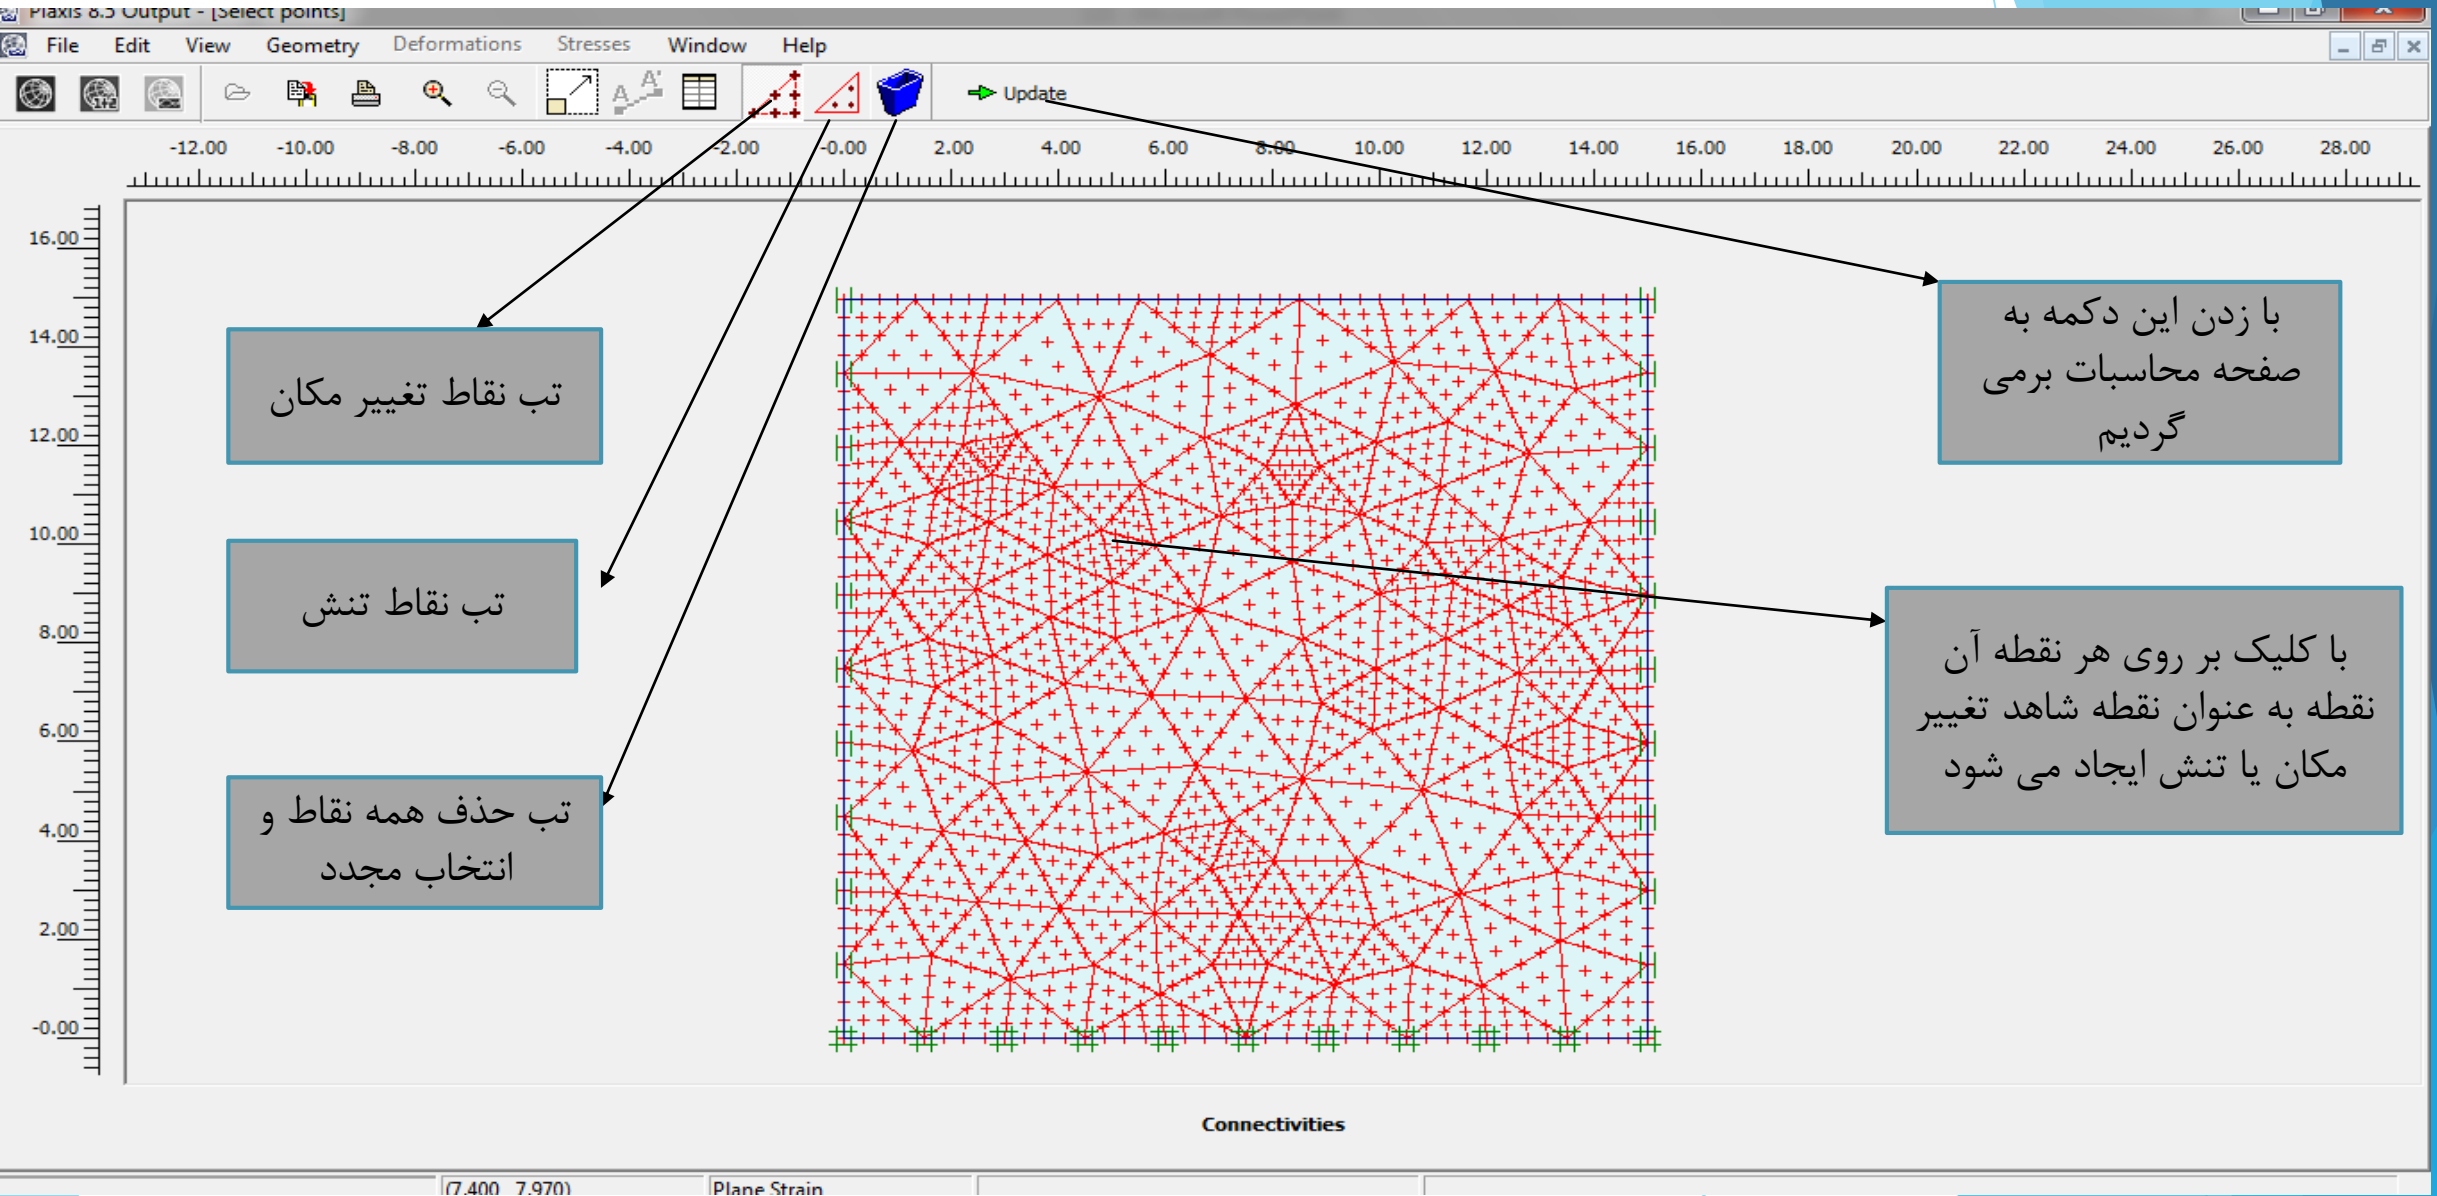 Plaxis 8.5 Output - [Select points]
File Edit View Geometry Deformations Stresses Window Help
Update
-12.00 -10.00 -8.00 -6.00 -4.00 -2.00 -0.00 2.00 4.00 6.00 8.00 10.00 12.00 14.00 16.00 18.00 20.00 22.00 24.00 26.00 28.00
16.00
14.00
12.00
10.00
8.00
6.00
4.00
2.00
-0.00
تب نقاط تغییر مکان
تب نقاط تنش
تب حذف همه نقاط و
انتخاب مجدد
با زدن این دکمه به
صفحه محاسبات برمی
گردیم
با کلیک بر روی هر نقطه آن
نقطه به عنوان نقطه شاهد تغییر
مکان یا تنش ایجاد می شود
Connectivities
(7.400 7.970) Plane Strain